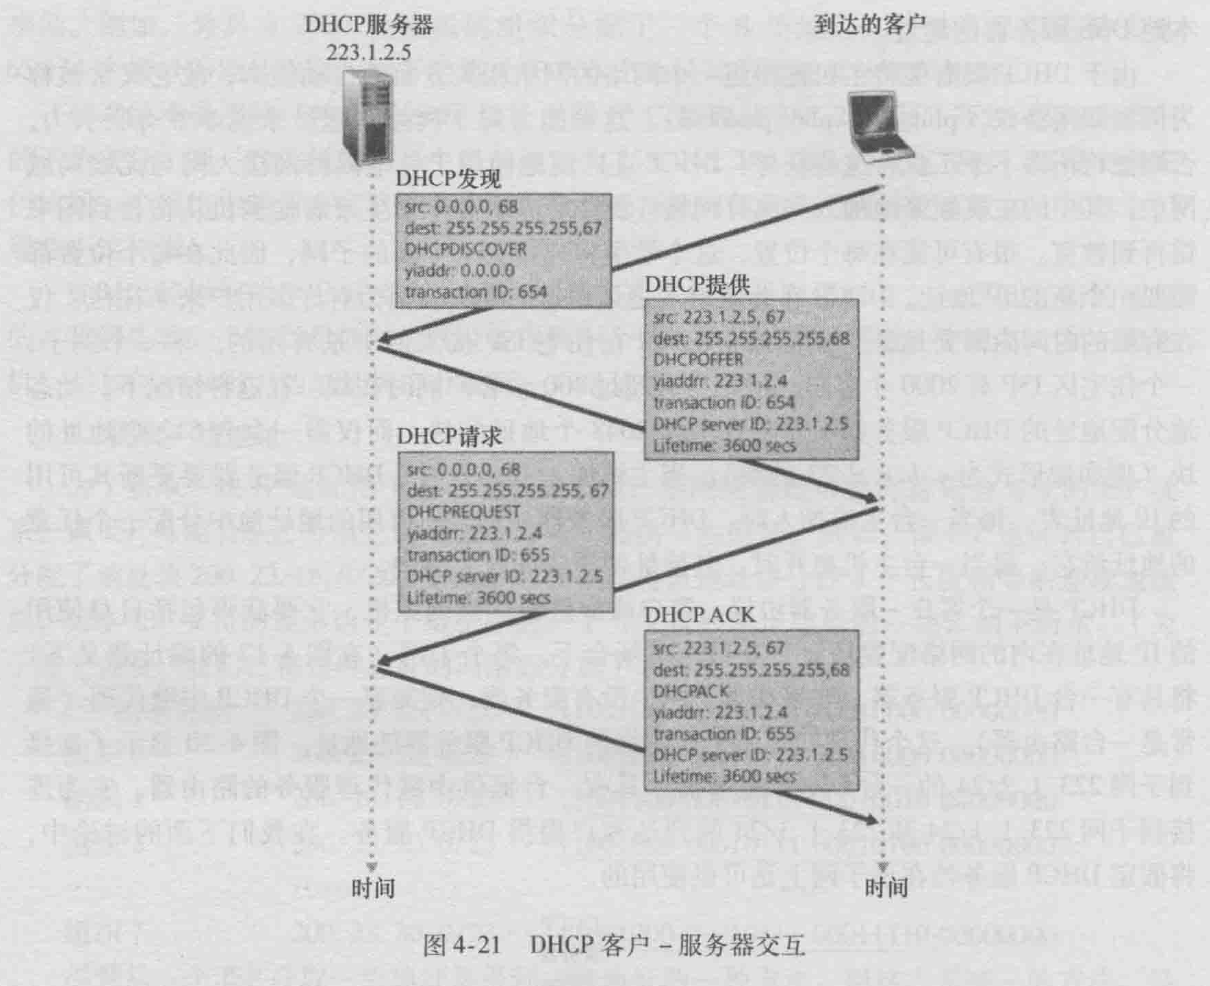 DHCP服务器
223.1.2.5
到达的客户
DHCP发现
src: 0.0.0.0, 68
dest: 255.255.255.255,67
DHCPDISCOVER
yiaddr: 0.0.0.0
transaction ID: 654
DHCP提供
src: 223.1.2.5, 67
dest: 255.255.255.255,68
DHCPOFFER
yiaddrr: 223.1.2.4
transaction ID: 654
DHCP server ID: 223.1.2.5
Lifetime: 3600 secs
DHCP请求
src: 0.0.0.0, 68
dest: 255.255.255.255, 67
DHCPREQUEST
yiaddrr: 223.1.2.4
transaction ID: 655
DHCP server ID: 223.1.2.5
Lifetime: 3600 secs
DHCP ACK
src: 223.1.2.5, 67
dest: 255.255.255.255,68
DHCPACK
yiaddrr: 223.1.2.4
transaction ID: 655
DHCP server ID: 223.1.2.5
Lifetime: 3600 secs
时间
时间
图 4-21 DHCP 客户－服务器交互